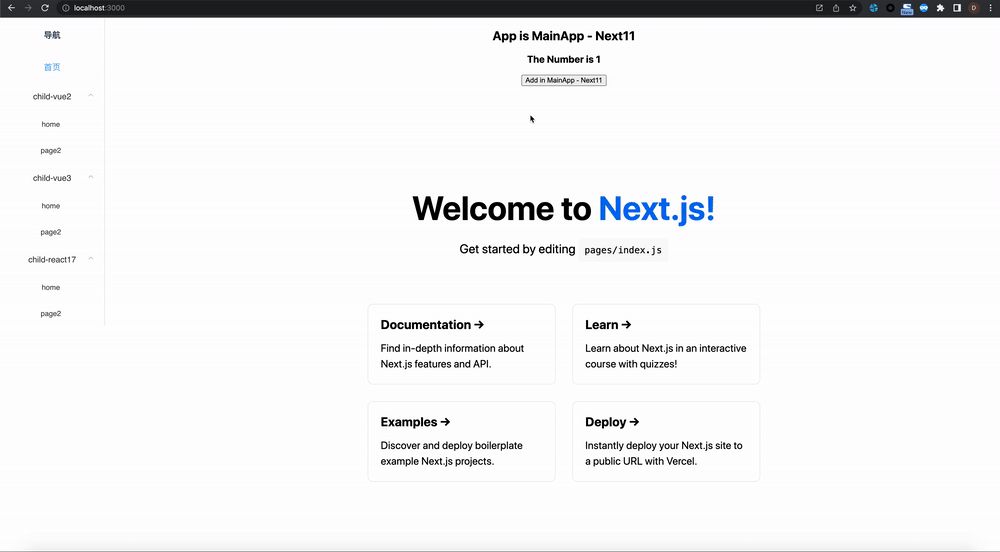 localhost:3000
New
D
导航
首页
child-vue2
home
page2
child-vue3
home
page2
child-react17
home
page2
App is MainApp - Next11
The Number is 1
Add in MainApp - Next11
Welcome to Next.js!
Get started by editing pages/index.js
Documentation →
Find in-depth information about
Next.js features and API.
Learn →
Learn about Next.js in an interactive
course with quizzes!
Examples →
Discover and deploy boilerplate
example Next.js projects.
Deploy →
Instantly deploy your Next.js site to
a public URL with Vercel.